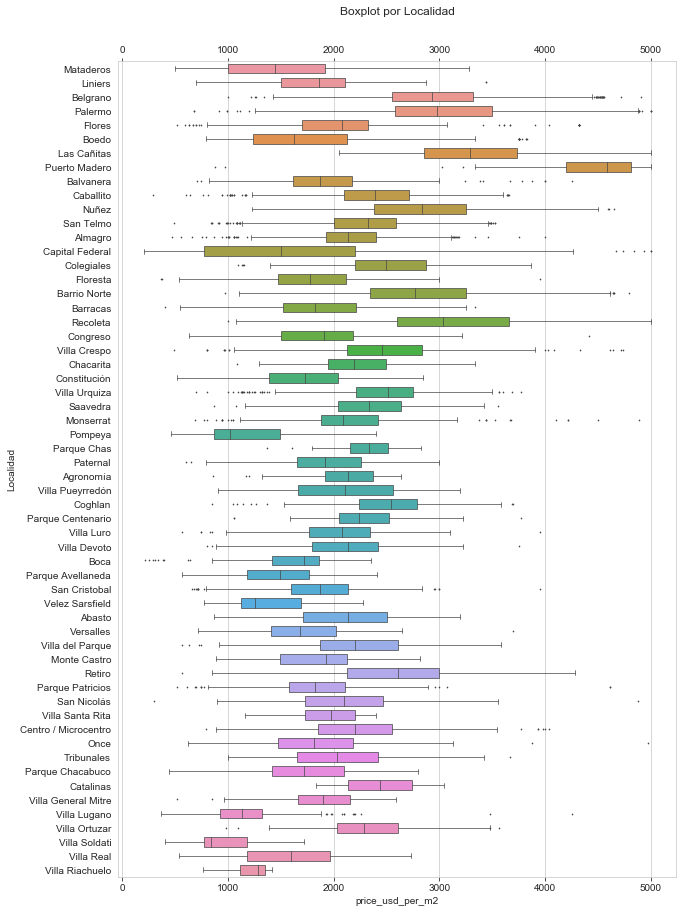 Boxplot por Localidad
0 1000 2000 3000 4000 5000
Mataderos
Liniers
Belgrano
Palermo
Flores
Boedo
Las Cañitas
Puerto Madero
Balvanera
Caballito
Nuñez
San Telmo
Almagro
Capital Federal
Colegiales
Floresta
Barrio Norte
Barracas
Recoleta
Congreso
Villa Crespo
Chacarita
Constitución
Villa Urquiza
Saavedra
Monserrat
Pompeya
Parque Chas
Paternal
Agronomia
Villa Pueyrredón
Coghlan
Parque Centenario
Villa Luro
Villa Devoto
Boca
Parque Avellaneda
San Cristobal
Velez Sarsfield
Abasto
Versalles
Villa del Parque
Monte Castro
Retiro
Parque Patricios
San Nicolás
Villa Santa Rita
Centro / Microcentro
Once
Tribunales
Parque Chacabuco
Catalinas
Villa General Mitre
Villa Lugano
Villa Ortuzar
Villa Soldati
Villa Real
Villa Riachuelo
Localidad
0 1000 2000 3000 4000 5000
price_usd_per_m2